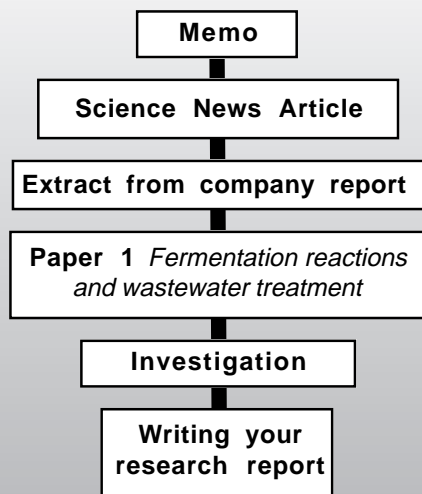 Memo
Science News Article
Extract from company report
Paper 1 Fermentation reactions
and wastewater treatment
Investigation
Writing your
research report